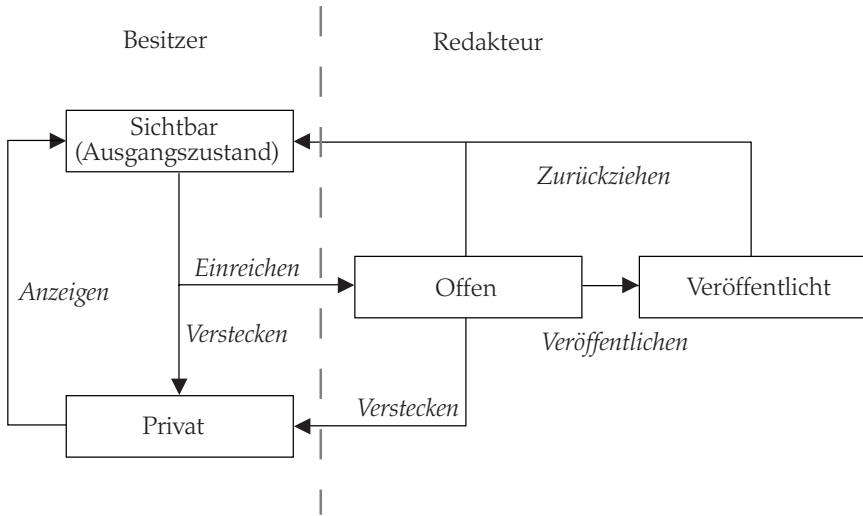 Besitzer
Redakteur
Sichtbar
(Ausgangszustand)
Zurückziehen
Einreichen
Anzeigen
Offen
Veröffentlicht
Verstecken
Veröffentlichen
Verstecken
Privat